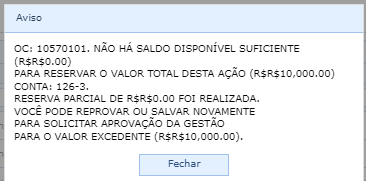 Aviso
OC: 10570101. NÃO HÁ SALDO DISPONÍVEL SUFICIENTE
(R$R$0.00)
PARA RESERVAR O VALOR TOTAL DESTA AÇÃO (R$R$10,000.00)
CONTA: 126-3.
RESERVA PARCIAL DE R$R$0.00 FOI REALIZADA.
VOCÊ PODE REPROVAR OU SALVAR NOVAMENTE
PARA SOLICITAR APROVAÇÃO DA GESTÃO
PARA O VALOR EXCEDENTE (R$R$10,000.00).
Fechar